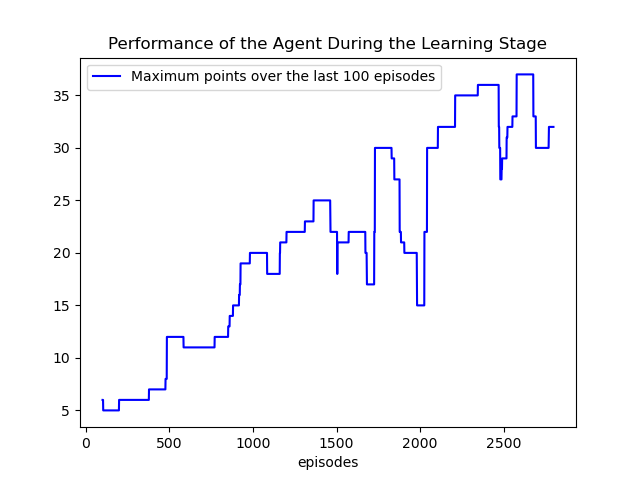 Performance of the Agent During the Learning Stage
Maximum points over the last 100 episodes
35
30
25
20
15
10
5
0 500 1000 1500 2000 2500
episodes